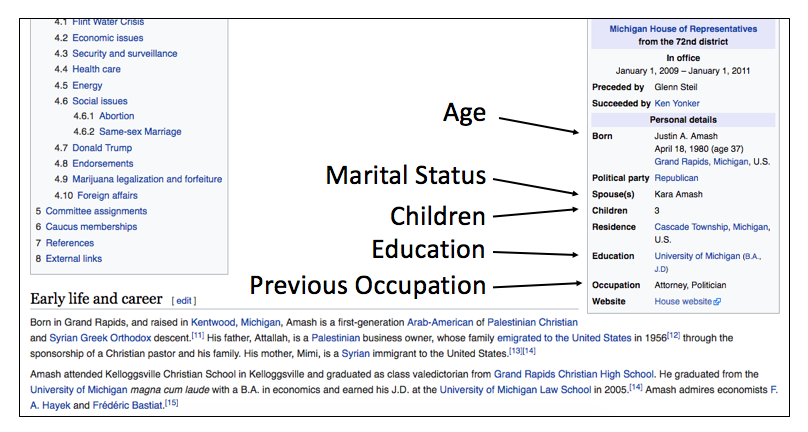 4.1 Flint Water Crisis
4.2 Economic issues
4.3 Security and surveillance
4.4 Health care
4.5 Energy
4.6 Social issues
4.6.1 Abortion
4.6.2 Same-sex Marriage
4.7 Donald Trump
4.8 Endorsements
4.9 Marijuana legalization and forfeiture
4.10 Foreign affairs
5 Committee assignments
6 Caucus memberships
7 References
8 External links
Age
Marital Status
Children
Education
Previous Occupation
Michigan House of Representatives
from the 72nd district
In office
January 1, 2009 – January 1, 2011
Preceded by Glenn Steil
Succeeded by Ken Yonker
Personal details
Born Justin A. Amash
April 18, 1980 (age 37)
Grand Rapids, Michigan, U.S.
Political party Republican
Spouse(s) Kara Amash
Children 3
Residence Cascade Township, Michigan,
U.S.
Education University of Michigan (B.A.,
J.D)
Occupation Attorney, Politician
Website House website
Early life and career [ edit ]
Born in Grand Rapids, and raised in Kentwood, Michigan, Amash is a first-generation Arab-American of Palestinian Christian
and Syrian Greek Orthodox descent.[11] His father, Attallah, is a Palestinian business owner, whose family emigrated to the United States in 1956[12] through the
sponsorship of a Christian pastor and his family. His mother, Mimi, is a Syrian immigrant to the United States.[13][14]
Amash attended Kelloggsville Christian School in Kelloggsville and graduated as class valedictorian from Grand Rapids Christian High School. He graduated from the
University of Michigan magna cum laude with a B.A. in economics and earned his J.D. at the University of Michigan Law School in 2005.[14] Amash admires economists F.
A. Hayek and Frédéric Bastiat.[15]